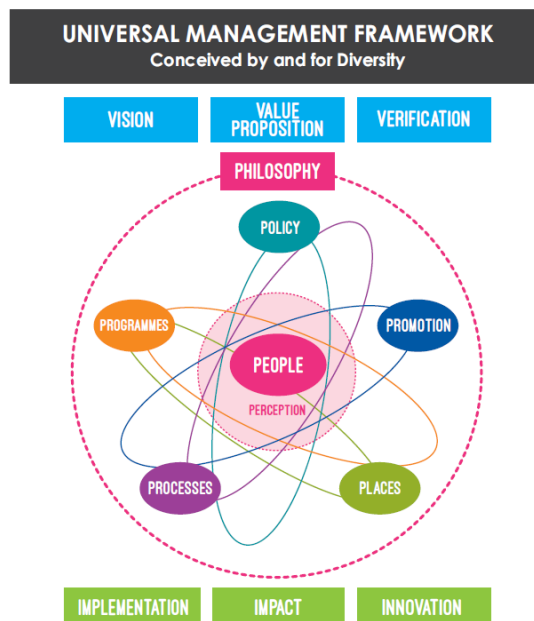 UNIVERSAL MANAGEMENT FRAMEWORK
Conceived by and for Diversity
VISION
VALUE
PROPOSITION
VERIFICATION
PHILOSOPHY
POLICY
PROGRAMMES
PROMOTION
PEOPLE
PERCEPTION
PROCESSES
PLACES
IMPLEMENTATION
IMPACT
INNOVATION